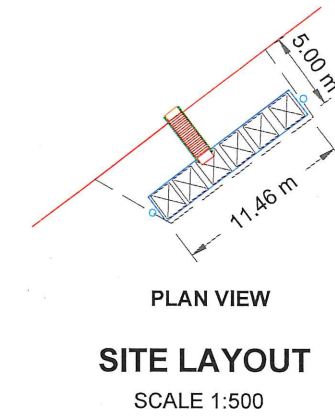 5.00 m
11.46 m
PLAN VIEW
SITE LAYOUT
SCALE 1:500